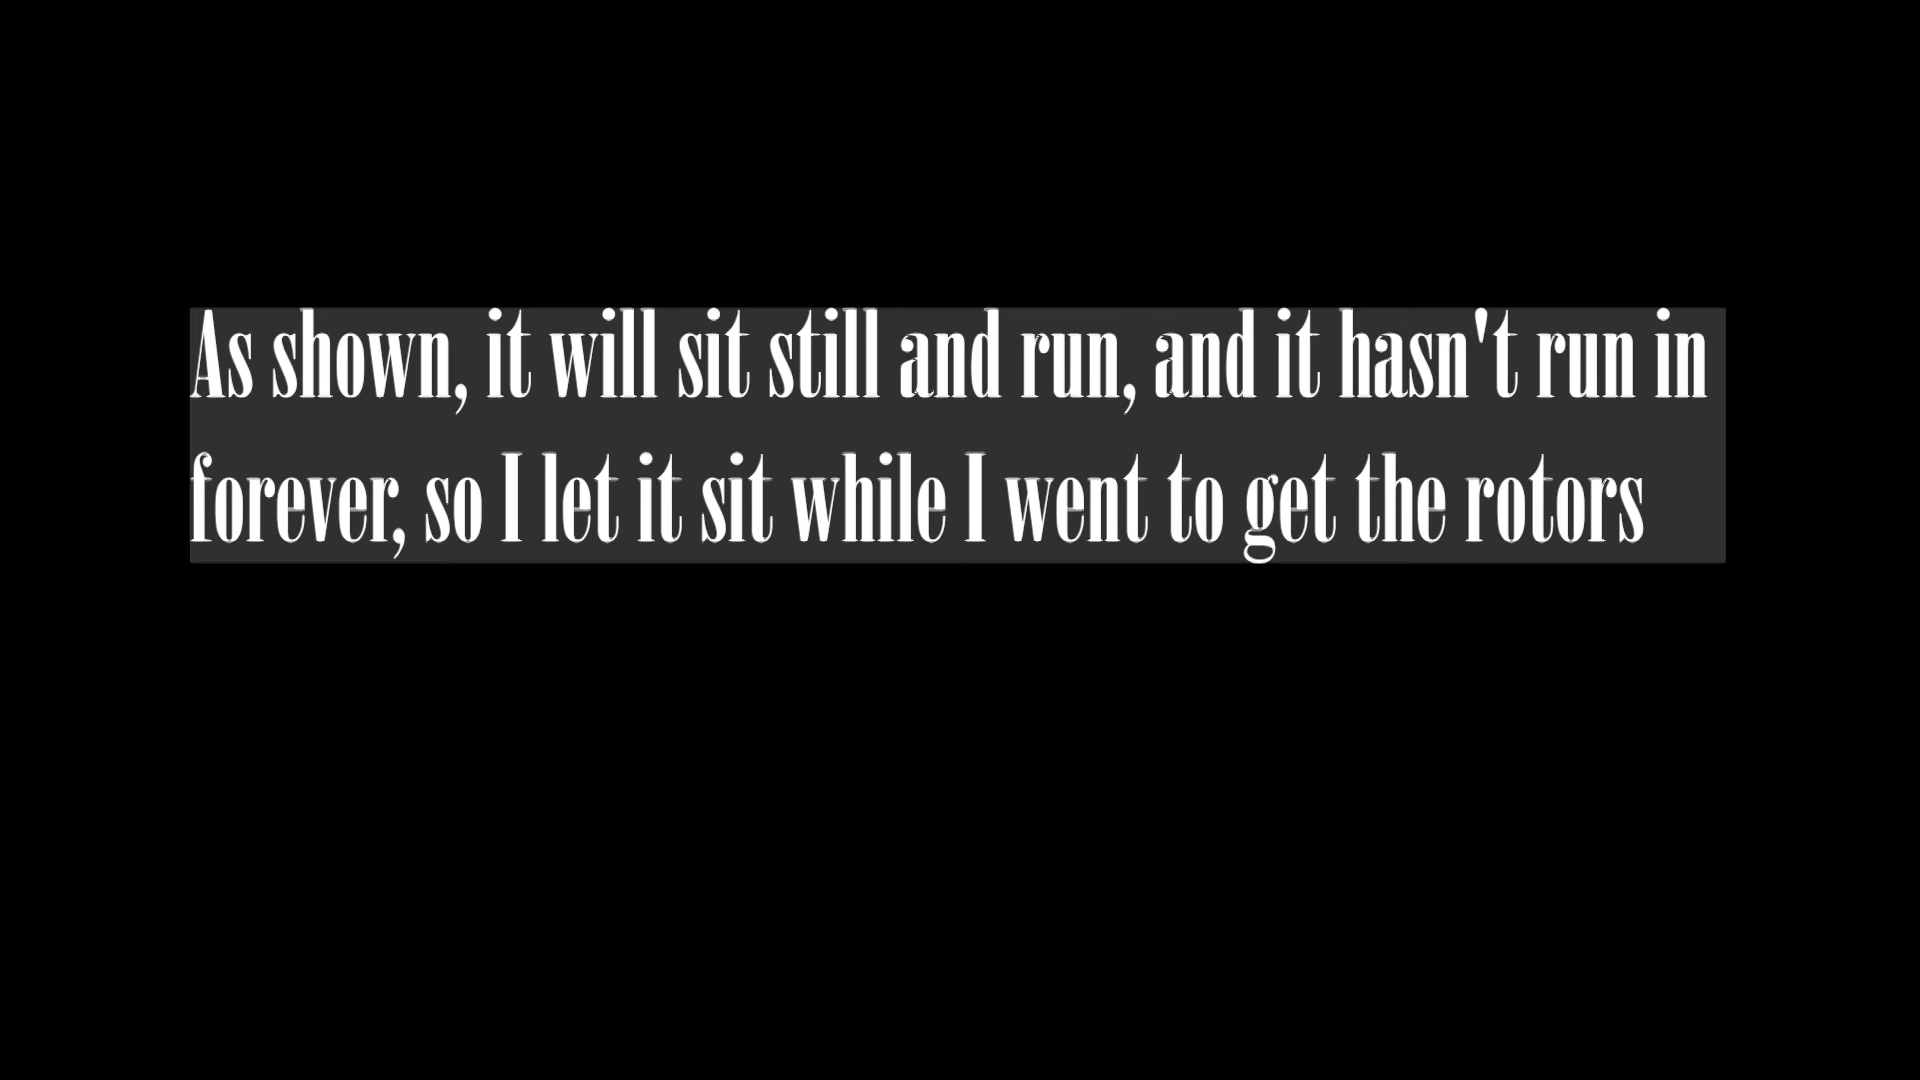 As shown, it will sit still and run, and it hasn't run in
forever, so I let it sit while I went to get the rotors